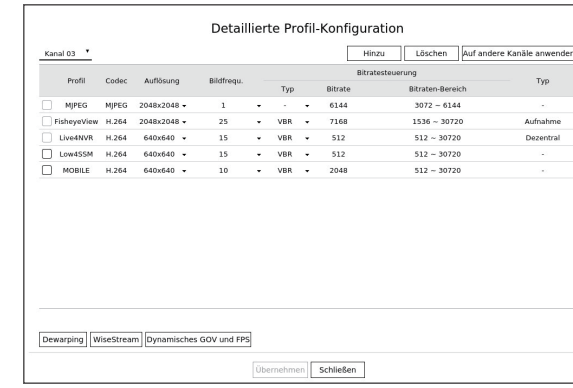 Detaillierte Profil-Konfiguration
Kanal 03
Hinzu Löschen Auf andere Kanäle anwenden
Profil Codec Auflösung Bildfrequ. Bitratesteuerung Typ
Typ Bitrate Bitraten-Bereich
MJPEG MJPEG 2048x2048 1 - 6144 3072 ~ 6144 -
FisheyeView H.264 2048x2048 25 VBR 7168 1536 ~ 30720 Aufnahme
Live4NVR H.264 640x640 15 VBR 512 512 ~ 30720 Dezentral
Low4SSM H.264 640x640 15 VBR 512 512 ~ 30720 -
MOBILE H.264 640x640 10 VBR 2048 512 ~ 30720 -
Dewarping WiseStream Dynamisches GOV und FPS
Übernehmen Schließen